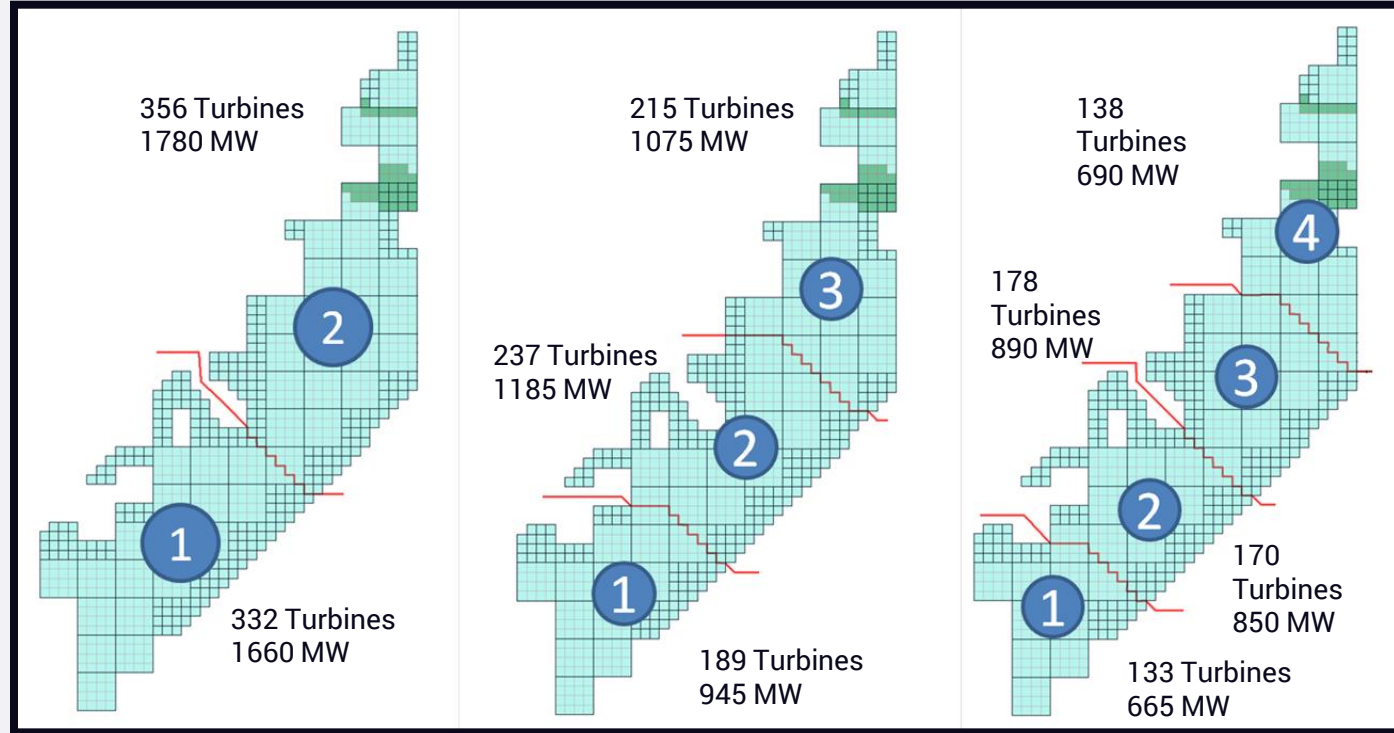 356 Turbines
1780 MW
2
1
332 Turbines
1660 MW
215 Turbines
1075 MW
3
237 Turbines
1185 MW
2
1
189 Turbines
945 MW
138
Turbines
690 MW
4
178
Turbines
890 MW
3
2
170
Turbines
850 MW
1
133 Turbines
665 MW